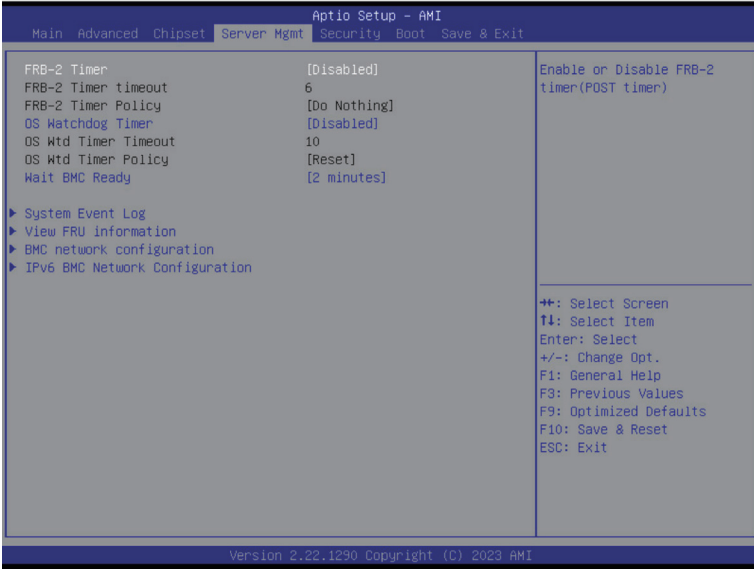 Aptio Setup – AMI
Main Advanced Chipset Server Mgmt Security Boot Save & Exit
FRB-2 Timer [Disabled]
FRB-2 Timer timeout 6
FRB-2 Timer Policy [Do Nothing]
OS Watchdog Timer [Disabled]
OS Wtd Timer Timeout 10
OS Wtd Timer Policy [Reset]
Wait BMC Ready [2 minutes]
System Event Log
View FRU information
BMC network configuration
IPv6 BMC Network Configuration
Enable or Disable FRB-2
timer(POST timer)
→←: Select Screen
↑↓: Select Item
Enter: Select
+/-: Change Opt.
F1: General Help
F3: Previous Values
F9: Optimized Defaults
F10: Save & Reset
ESC: Exit
Version 2.22.1290 Copyright (C) 2023 AMI